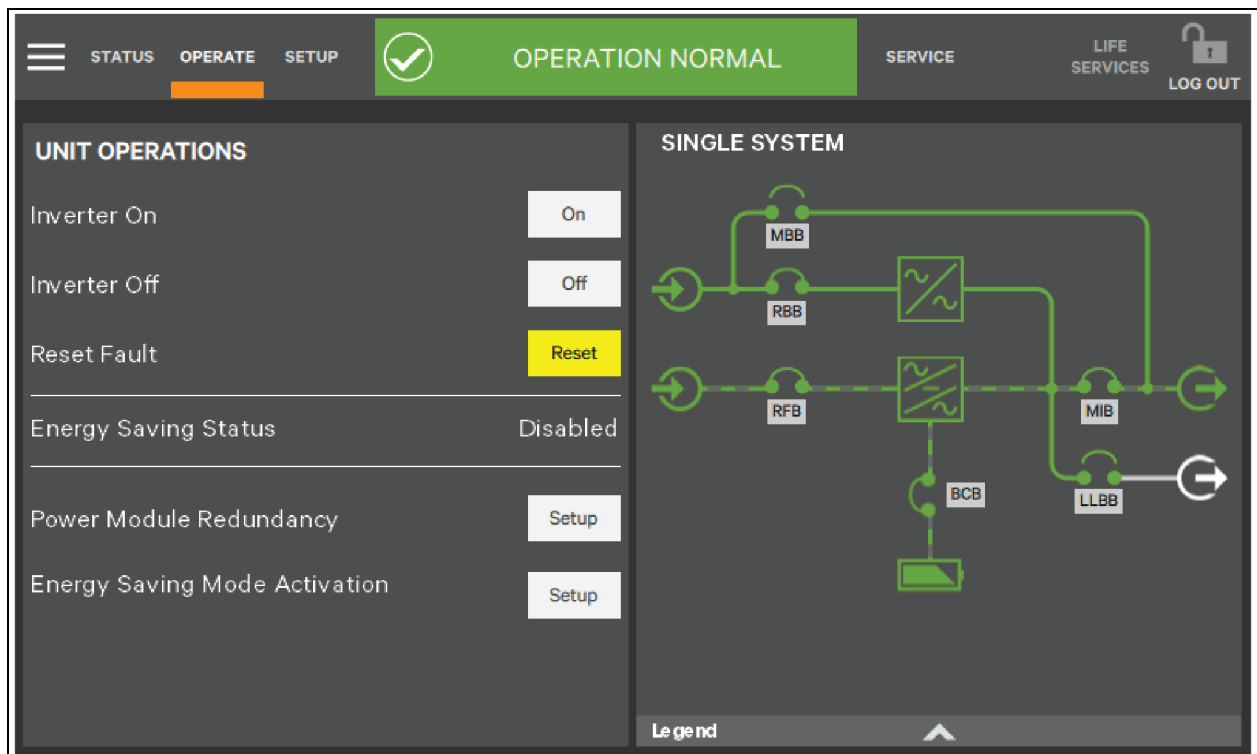 STATUS OPERATE SETUP OPERATION NORMAL SERVICE LIFE SERVICES LOG OUT
UNIT OPERATIONS
Inverter On On
Inverter Off Off
Reset Fault Reset
Energy Saving Status Disabled
Power Module Redundancy Setup
Energy Saving Mode Activation Setup
SINGLE SYSTEM
MBB
RBB
RFB MIB
BCB LLBB
Legend